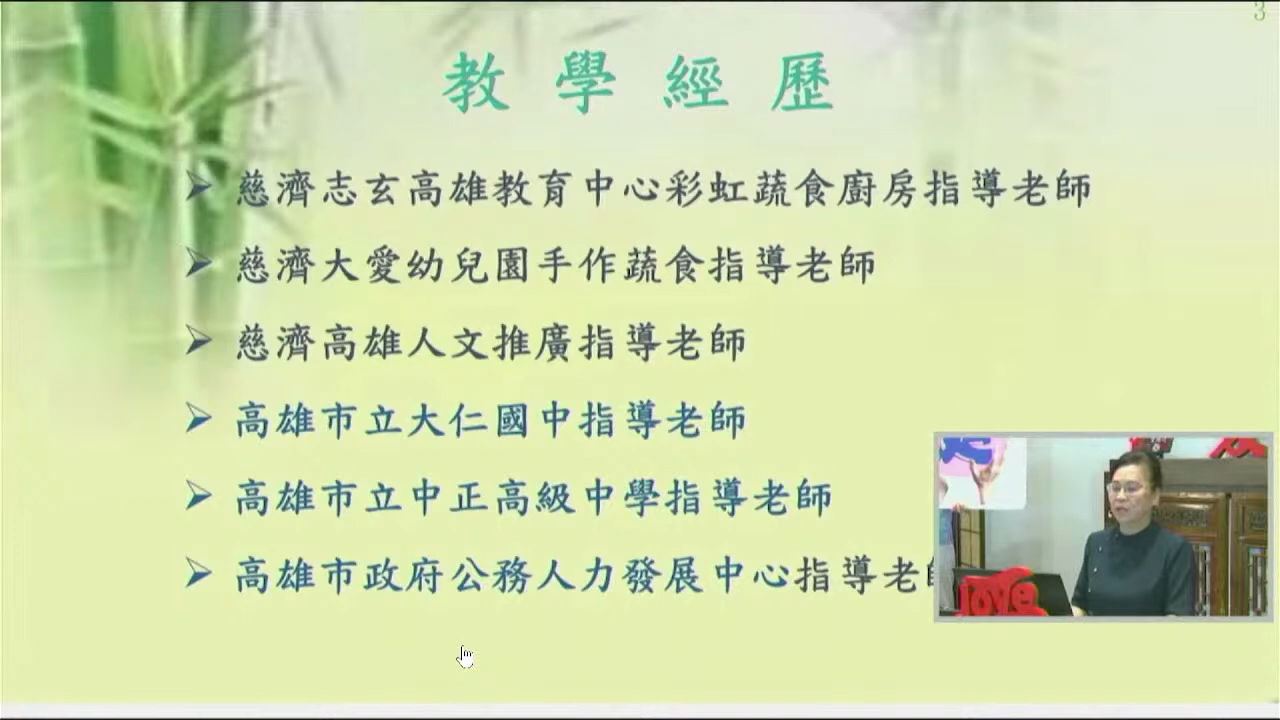 3
教學經歷
慈濟志玄高雄教育中心彩虹蔬食廚房指導老師
慈濟大愛幼兒園手作蔬食指導老師
慈濟高雄人文推廣指導老師
高雄市立大仁國中指導老師
高雄市立中正高級中學指導老師
高雄市政府公務人力發展中心指導老
love